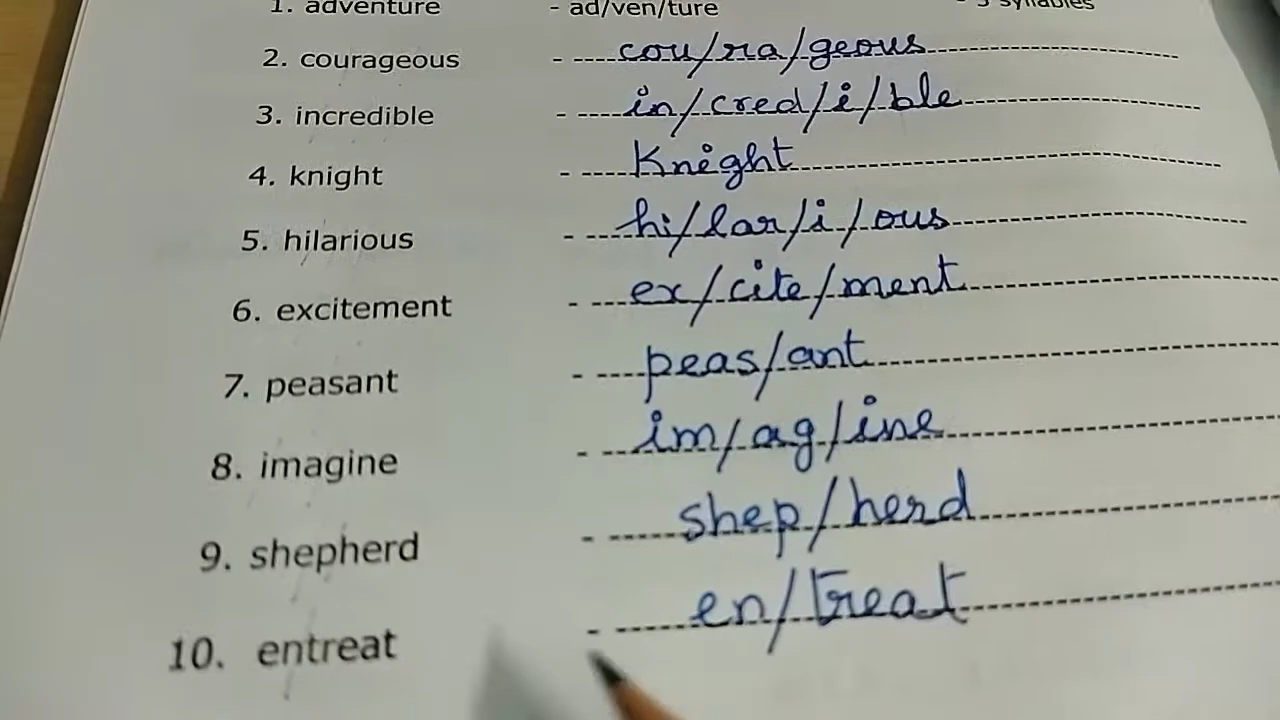 1. adventure - ad/ven/ture - 3 syllables
2. courageous - cou/ra/geous
3. incredible - in/cred/i/ble
4. knight - Knight
5. hilarious - hi/lar/i/ous
6. excitement - ex/cite/ment
7. peasant - peas/ant
8. imagine - im/ag/ine
9. shepherd - shep/herd
10. entreat - en/treat